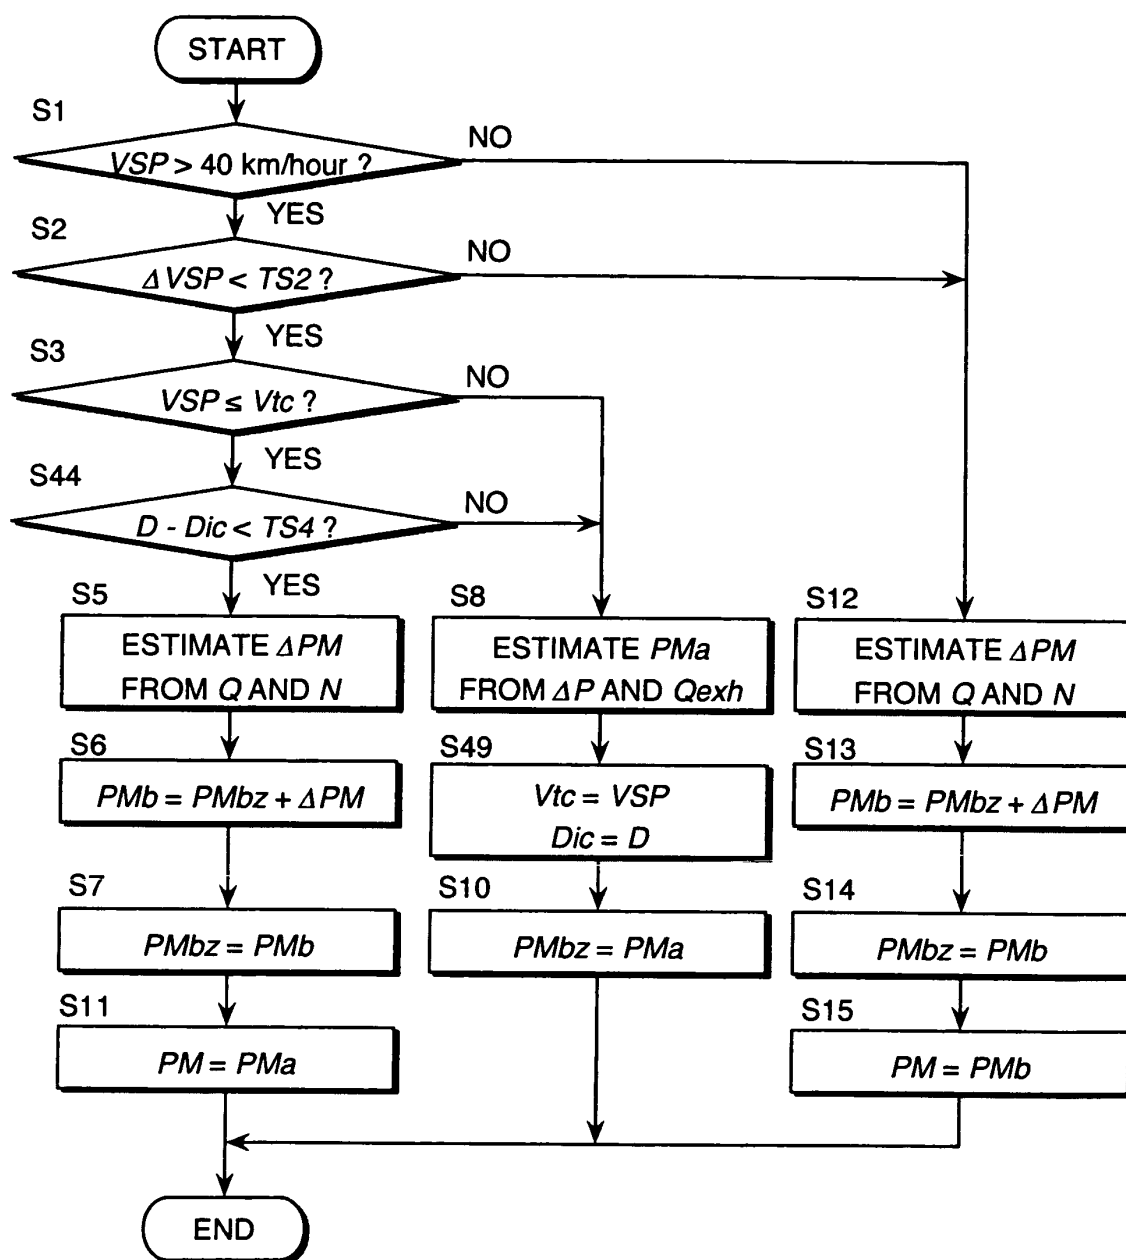 START
S1
VSP > 40 km/hour ?
NO
YES
S2
ΔVSP < TS2 ?
NO
YES
S3
VSP ≤ Vtc ?
NO
YES
S44
D - Dic < TS4 ?
NO
YES
S5
ESTIMATE ΔPM
FROM Q AND N
S6
PMb = PMbz + ΔPM
S7
PMbz = PMb
S11
PM = PMa
S8
ESTIMATE PMa
FROM ΔP AND Qexh
S49
Vtc = VSP
Dic = D
S10
PMbz = PMa
S12
ESTIMATE ΔPM
FROM Q AND N
S13
PMb = PMbz + ΔPM
S14
PMbz = PMb
S15
PM = PMb
END